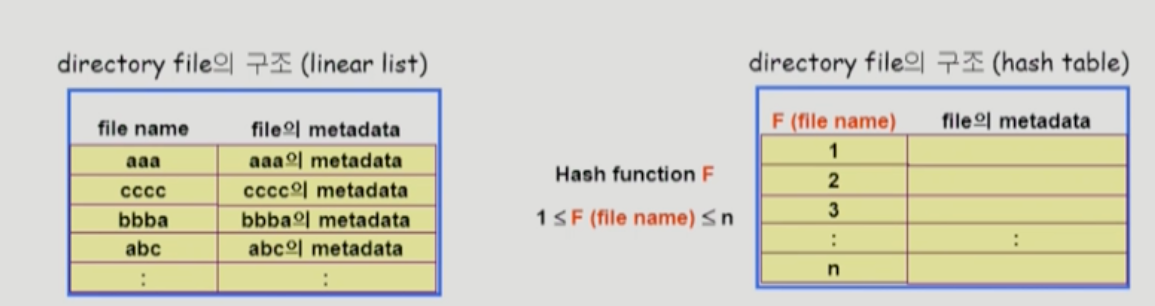 directory file의 구조 (linear list)
file name file의 metadata
aaa aaa의 metadata
cccc cccc의 metadata
bbba bbba의 metadata
abc abc의 metadata
: :
Hash function F
1 ≤ F (file name) ≤ n
directory file의 구조 (hash table)
F (file name) file의 metadata
1
2
3
: :
n